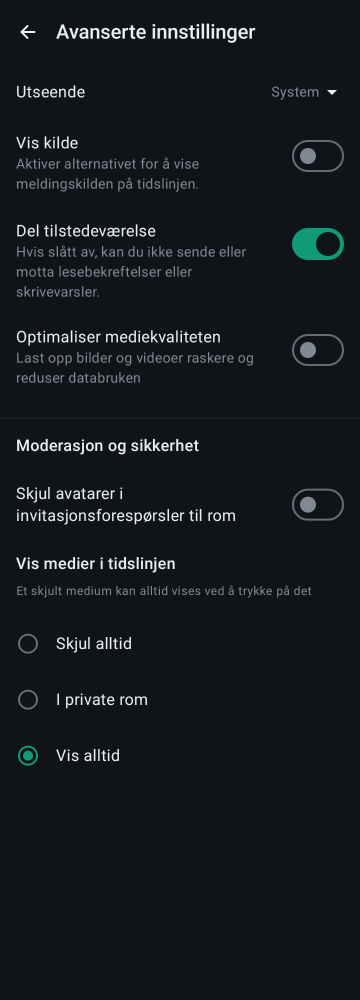 Avanserte innstillinger
Utseende
System
Vis kilde
Aktiver alternativet for å vise
meldingskilden på tidslinjen.
Del tilstedeværelse
Hvis slått av, kan du ikke sende eller
motta lesebekreftelser eller
skrivevarsler.
Optimaliser mediekvaliteten
Last opp bilder og videoer raskere og
reduser databruken
Moderasjon og sikkerhet
Skjul avatarer i
invitasjonsforespørsler til rom
Vis medier i tidslinjen
Et skjult medium kan alltid vises ved å trykke på det
Skjul alltid
I private rom
Vis alltid